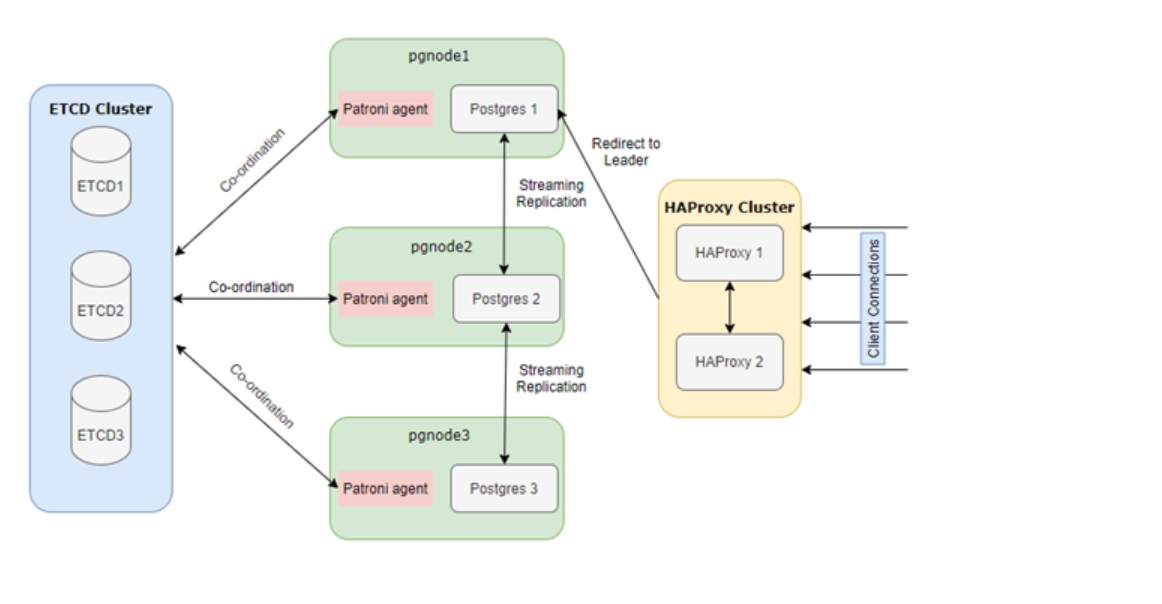 pgnode1
ETCD Cluster
Patroni agent
Postgres 1
ETCD1
Co-ordination
Redirect to
Leader
Streaming
Replication
HAProxy Cluster
HAProxy 1
pgnode2
Co-ordination
ETCD2
Patroni agent
Postgres 2
Client Connections
HAProxy 2
Streaming
Replication
Co-ordination
ETCD3
pgnode3
Patroni agent
Postgres 3